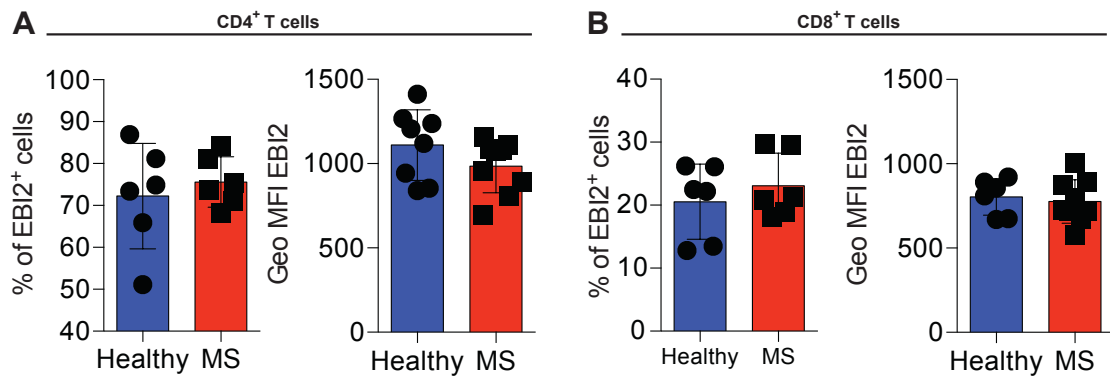 A
CD4+ T cells
% of EBI2+ cells
100
90
80
70
60
50
40
Healthy MS
Geo MFI EBI2
1500
1000
500
0
Healthy MS
B
CD8+ T cells
% of EBI2+ cells
40
30
20
10
0
Healthy MS
Geo MFI EBI2
1500
1000
500
0
Healthy MS